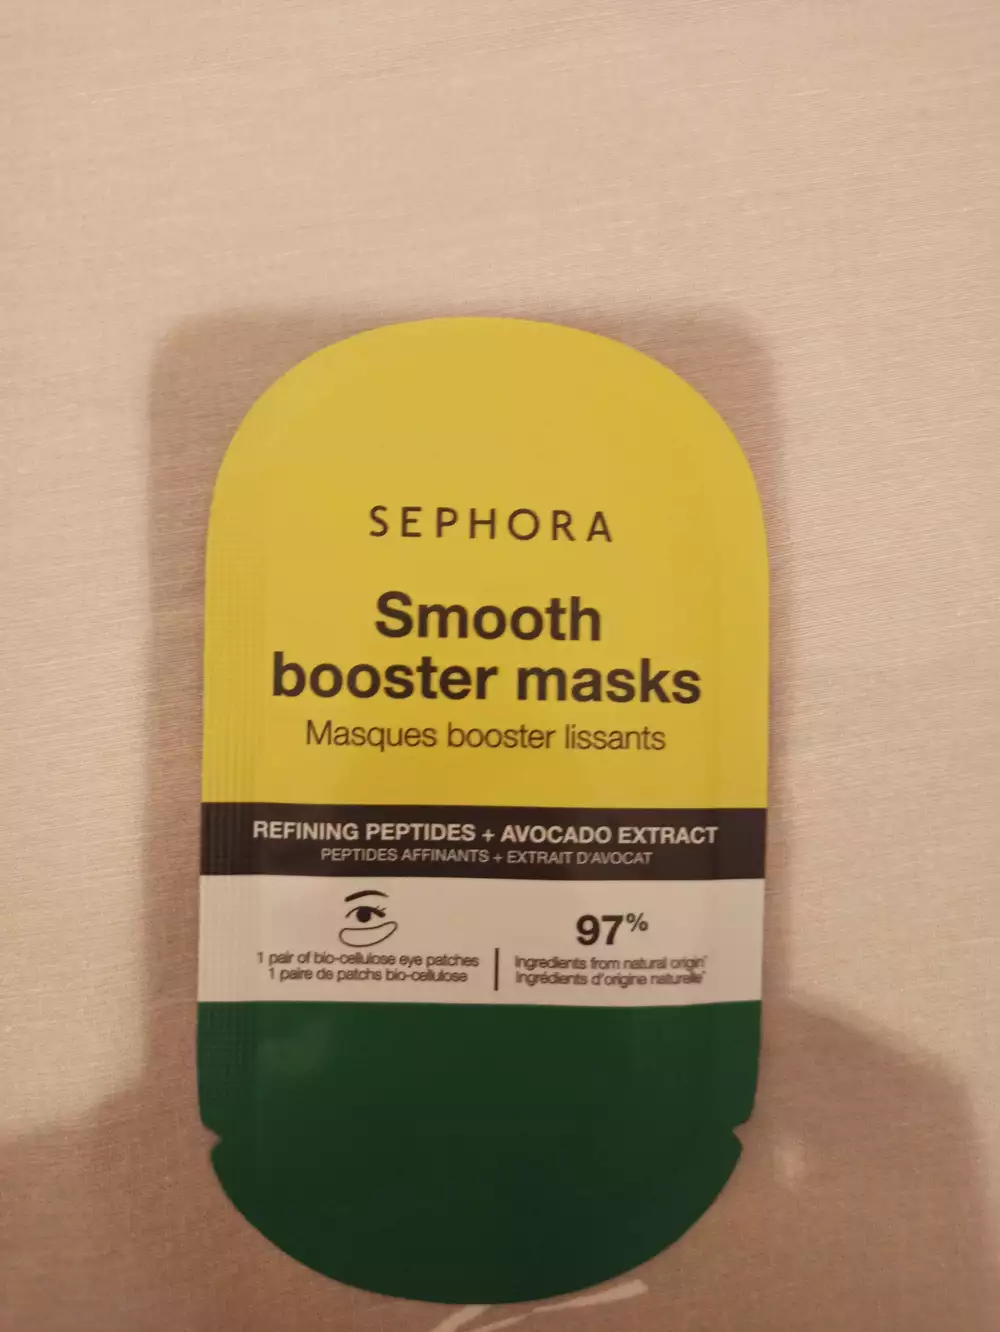 SEPHORA
Smooth
booster masks
Masques booster lissants
REFINING PEPTIDES + AVOCADO EXTRACT
PEPTIDES AFFINANTS + EXTRAIT D'AVOCAT
1 pair of bio-cellulose eye patches
1 paire de patchs bio-cellulose
97%
Ingredients from natural origin*
Ingrédients d'origine naturelle*